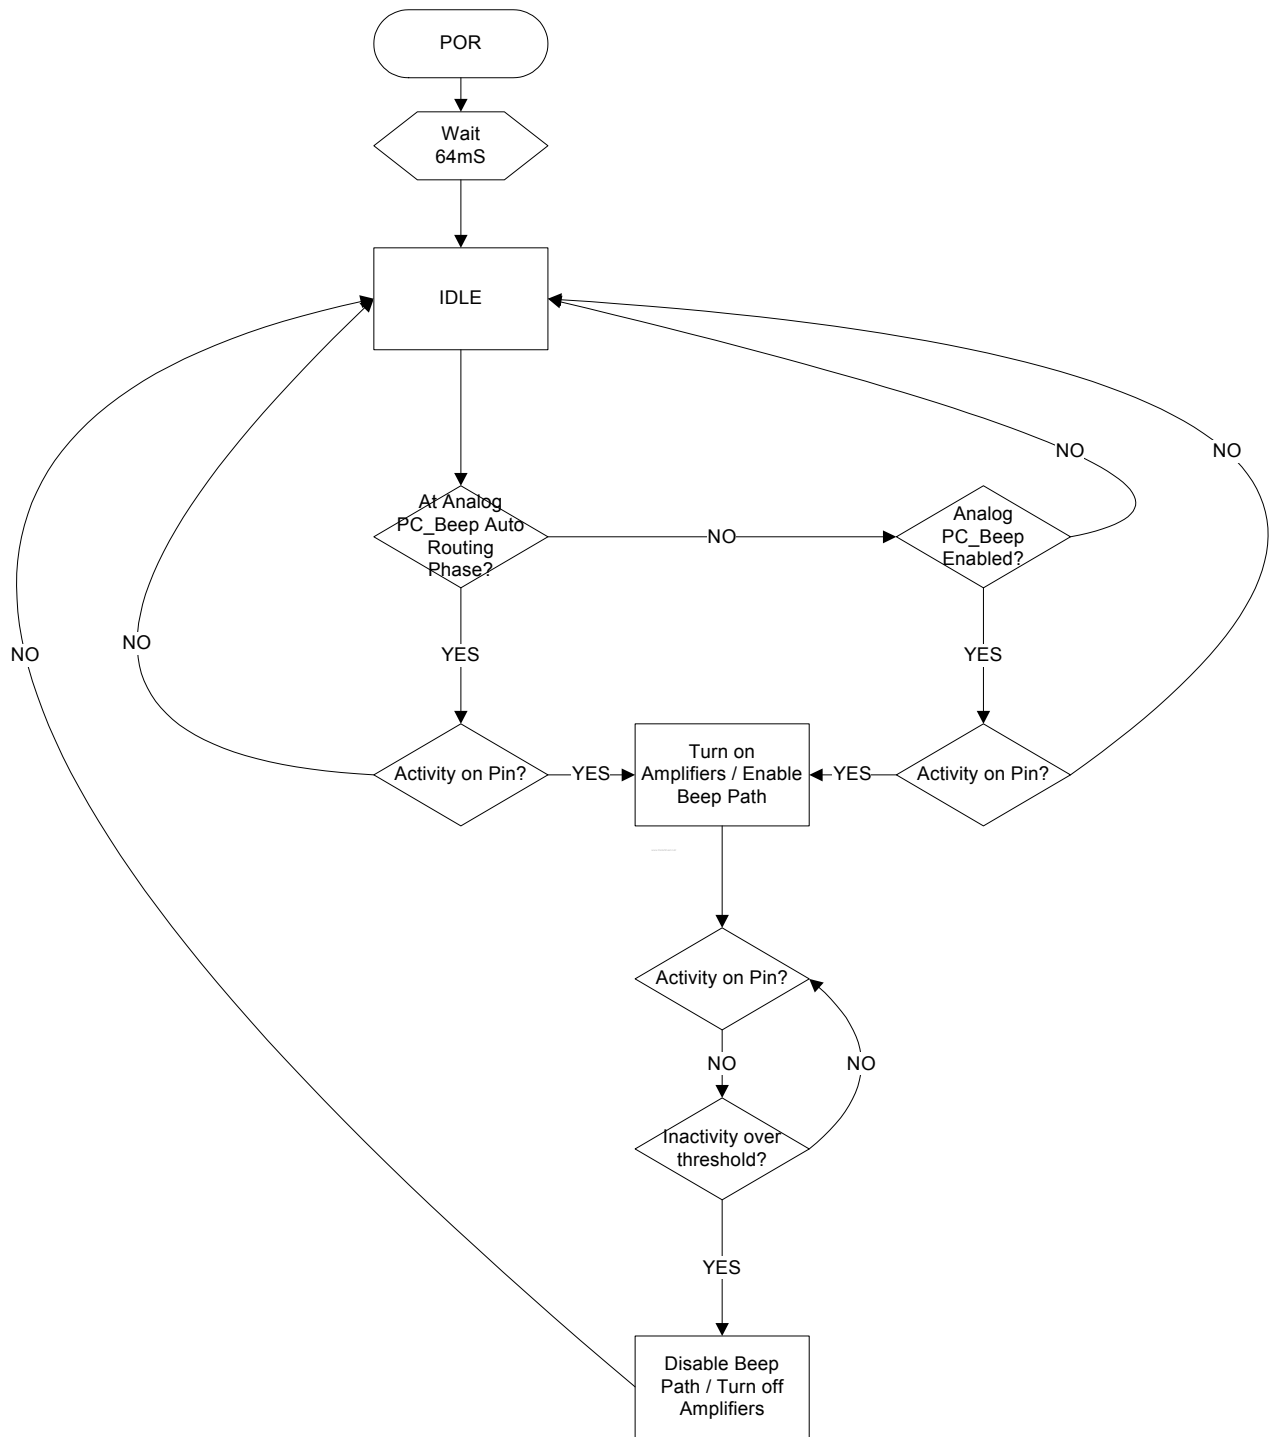 POR
Wait
64mS
IDLE
NO
NO
At Analog
PC_Beep Auto
Routing
Phase?
NO
Analog
PC_Beep
Enabled?
NO
YES
YES
NO
Activity on Pin?
YES
Turn on
Amplifiers / Enable
Beep Path
YES
Activity on Pin?
Activity on Pin?
NO
NO
Inactivity over
threshold?
YES
Disable Beep
Path / Turn off
Amplifiers